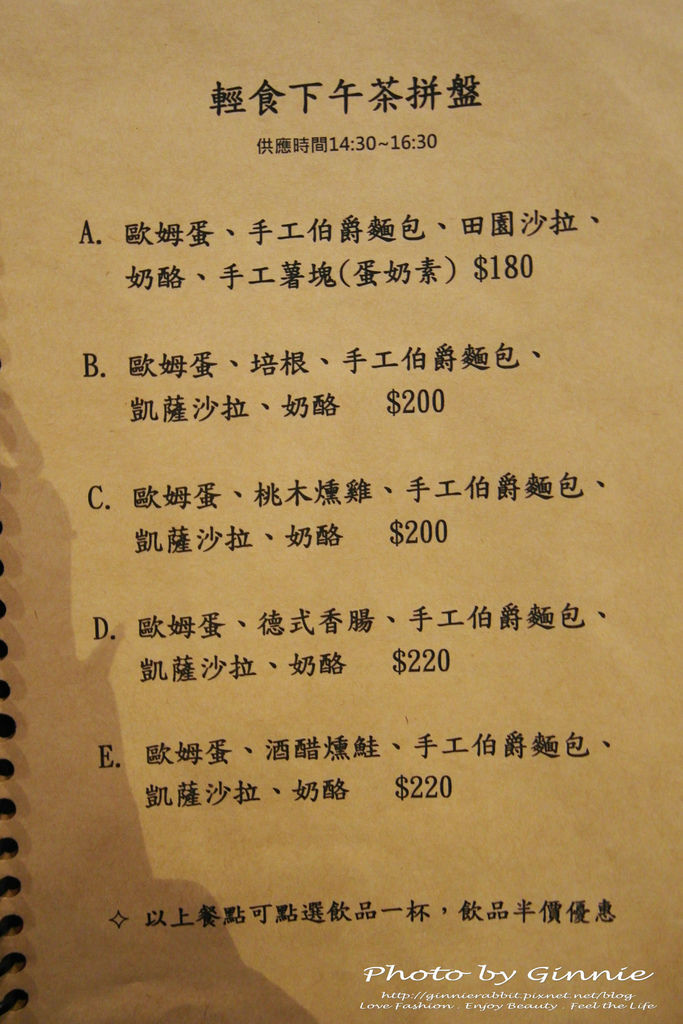 輕食下午茶拼盤
供應時間14:30~16:30
A. 歐姆蛋、手工伯爵麵包、田園沙拉、
奶酪、手工薯塊(蛋奶素) $180
B. 歐姆蛋、培根、手工伯爵麵包、
凱薩沙拉、奶酪 $200
C. 歐姆蛋、桃木燻雞、手工伯爵麵包、
凱薩沙拉、奶酪 $200
D. 歐姆蛋、德式香腸、手工伯爵麵包、
凱薩沙拉、奶酪 $220
E. 歐姆蛋、酒醋燻鮭、手工伯爵麵包、
凱薩沙拉、奶酪 $220
✧ 以上餐點可點選飲品一杯，飲品半價優惠
Photo by Ginnie
http://ginnierabbit.pixnet.net/blog
Love Fashion . Enjoy Beauty . Feel the Life